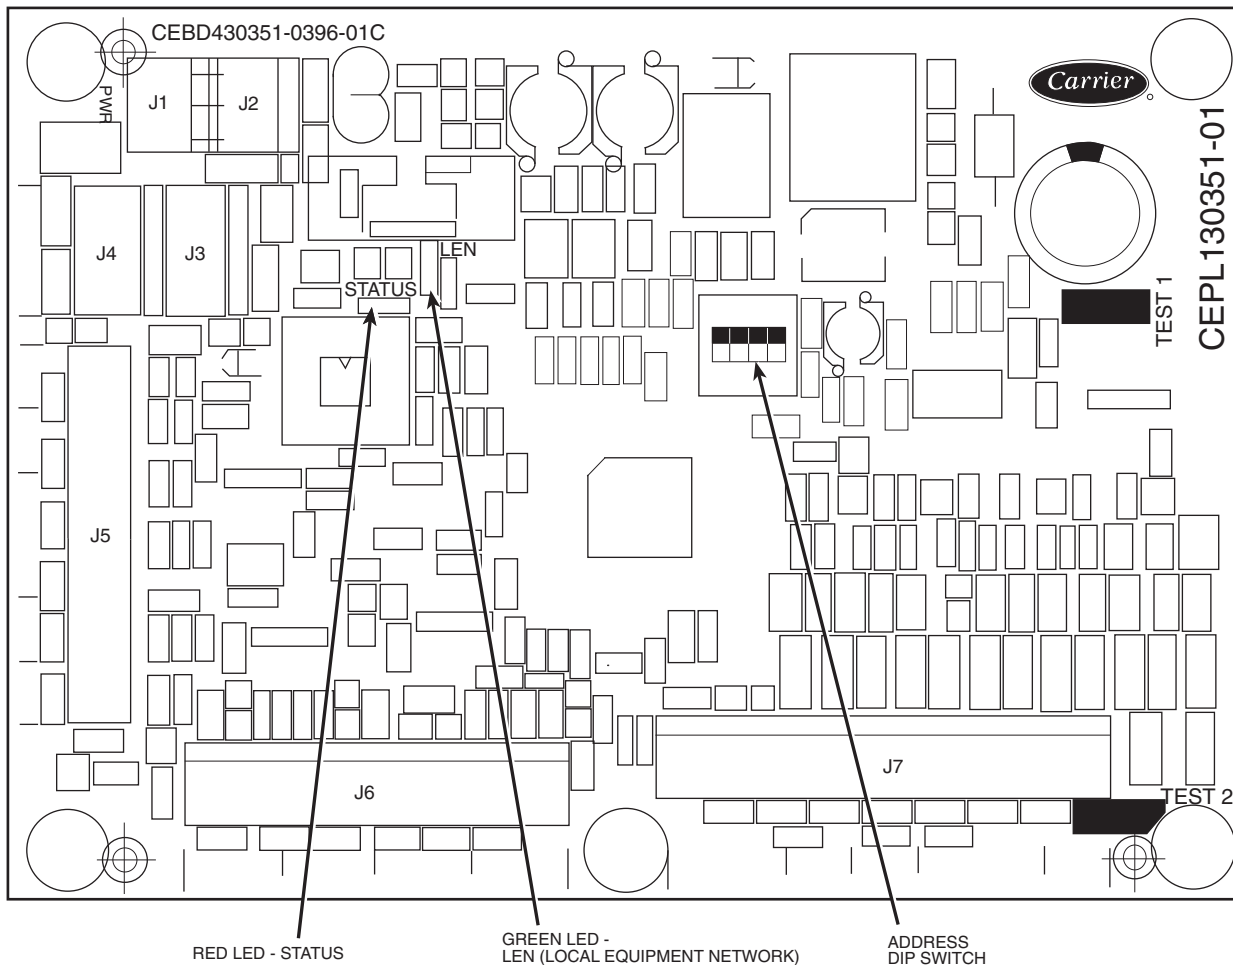 CEBD430351-0396-01C
PWR
J1
J2
Carrier
CEPL130351-01
J4
J3
LEN
STATUS
TEST 1
J5
J6
J7
TEST 2
RED LED - STATUS
GREEN LED -
LEN (LOCAL EQUIPMENT NETWORK)
ADDRESS
DIP SWITCH